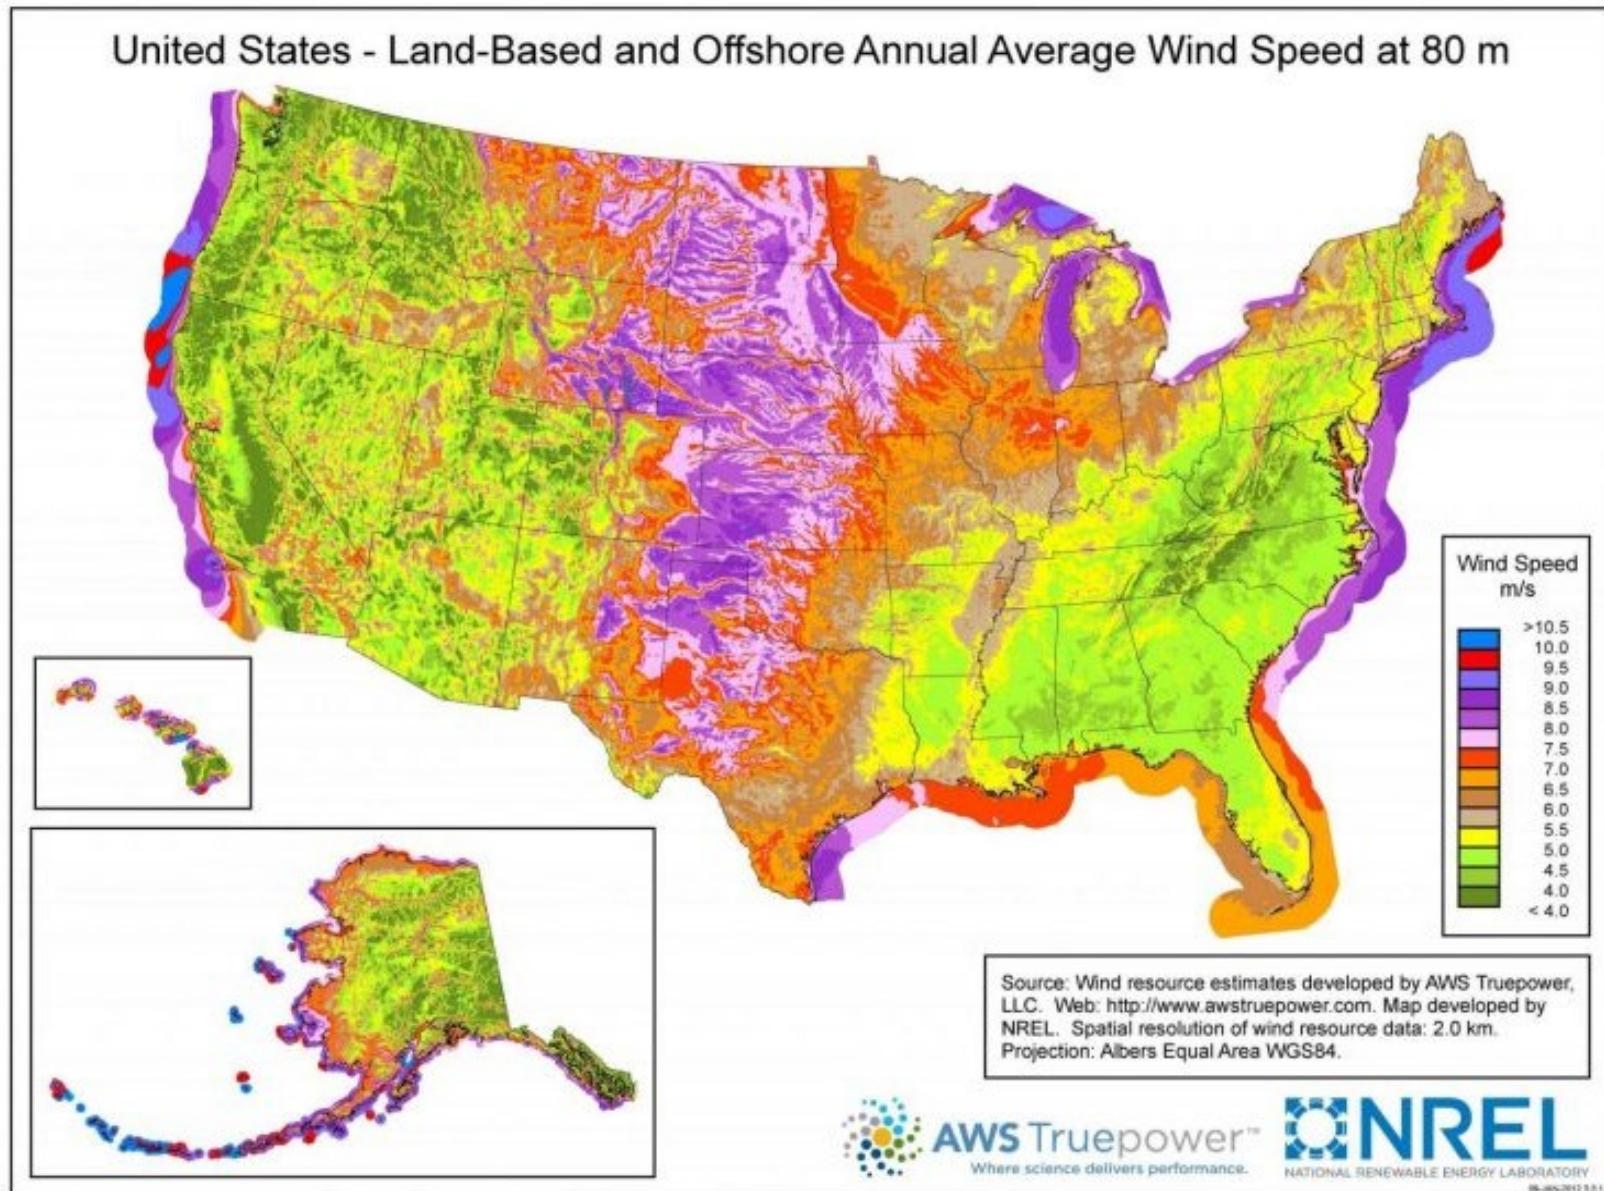 United States - Land-Based and Offshore Annual Average Wind Speed at 80 m
Wind Speed
m/s
>10.5
10.0
9.5
9.0
8.5
8.0
7.5
7.0
6.5
6.0
5.5
5.0
4.5
4.0
< 4.0
Source: Wind resource estimates developed by AWS Truepower,
LLC. Web: http://www.awstruepower.com. Map developed by
NREL. Spatial resolution of wind resource data: 2.0 km.
Projection: Albers Equal Area WGS84.
AWS Truepower™
Where science delivers performance.
NREL
NATIONAL RENEWABLE ENERGY LABORATORY